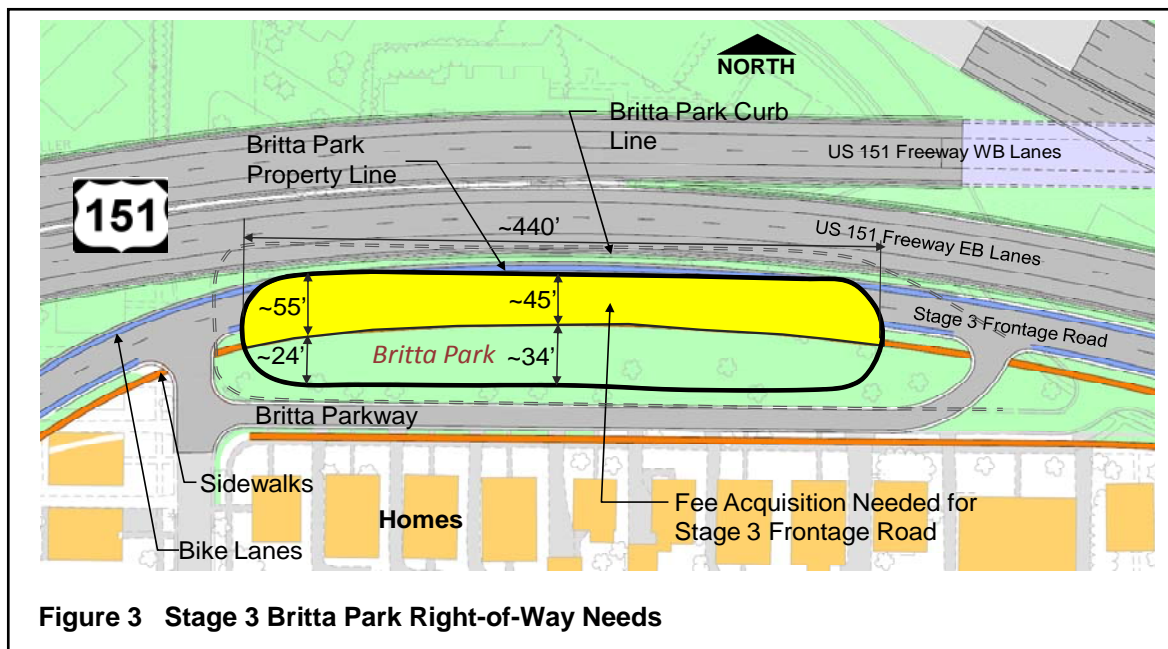 NORTH
Britta Park Curb
Line
Britta Park
Property Line
US 151 Freeway WB Lanes
151
~440'
US 151 Freeway EB Lanes
~55'
~45'
Stage 3 Frontage Road
~24'
Britta Park
~34'
Britta Parkway
Sidewalks
Homes
Fee Acquisition Needed for
Stage 3 Frontage Road
Bike Lanes
Figure 3 Stage 3 Britta Park Right-of-Way Needs